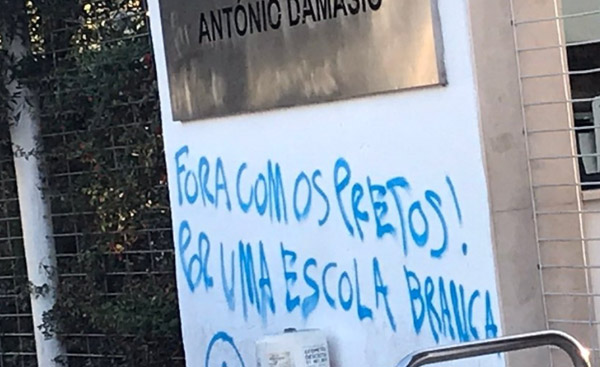 ANTÓNIO DAMÁSIO
FORA COM OS PRETOS!
POR UMA ESCOLA BRANCA